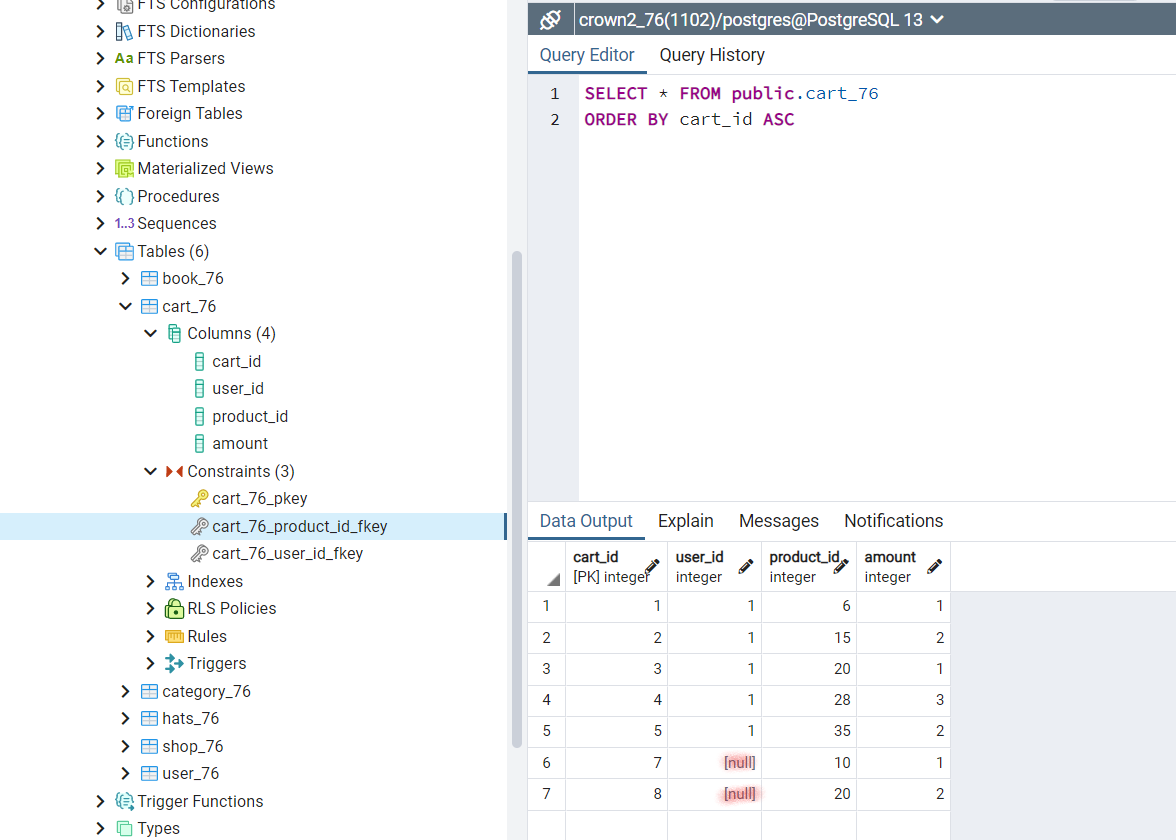 FTS Configurations
FTS Dictionaries
Aa FTS Parsers
FTS Templates
Foreign Tables
Functions
Materialized Views
Procedures
1..3 Sequences
Tables (6)
book_76
cart_76
Columns (4)
cart_id
user_id
product_id
amount
Constraints (3)
cart_76_pkey
cart_76_product_id_fkey
cart_76_user_id_fkey
Indexes
RLS Policies
Rules
Triggers
category_76
hats_76
shop_76
user_76
Trigger Functions
Types
crown2_76(1102)/postgres@PostgreSQL 13
Query Editor Query History
1 SELECT * FROM public.cart_76
2 ORDER BY cart_id ASC
Data Output Explain Messages Notifications
cart_id user_id product_id amount
[PK] integer integer integer integer
1 1 1 6 1
2 2 1 15 2
3 3 1 20 1
4 4 1 28 3
5 5 1 35 2
6 7 [null] 10 1
7 8 [null] 20 2